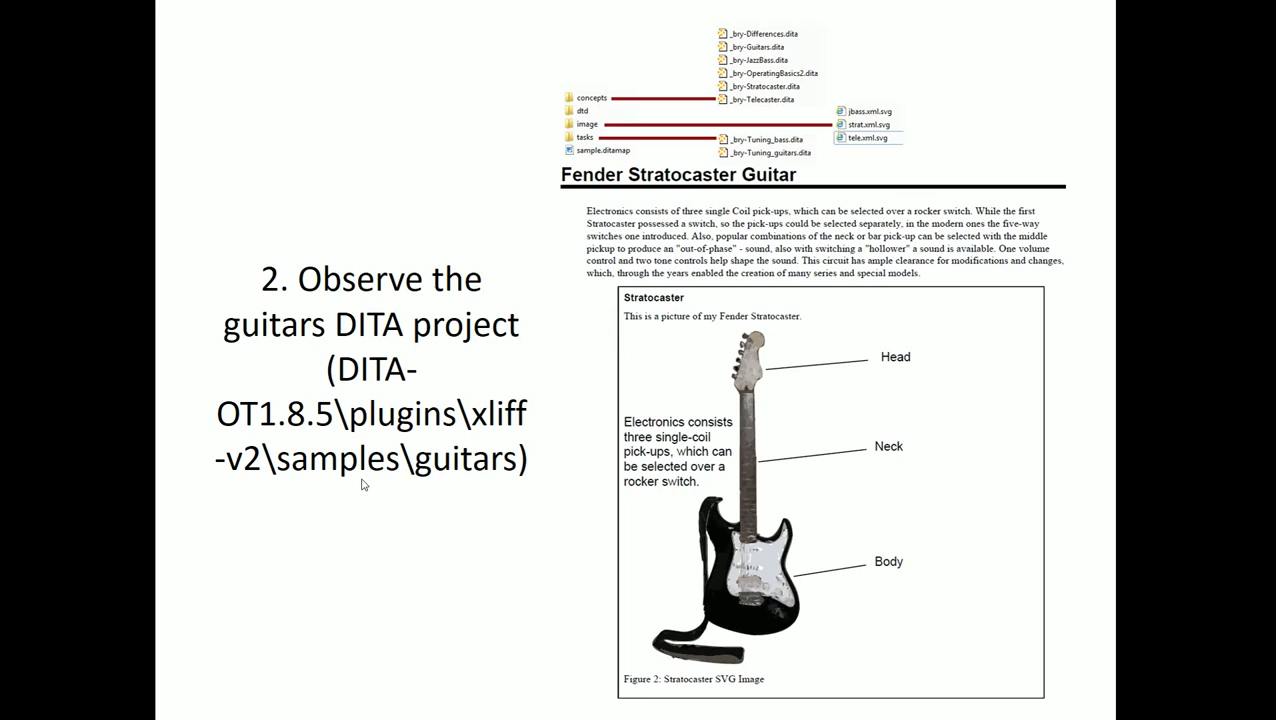 2. Observe the
guitars DITA project
(DITA-
OT1.8.5\plugins\xliff
-v2\samples\guitars)
_bry-Differences.dita
_bry-Guitars.dita
_bry-JazzBass.dita
_bry-OperatingBasics2.dita
_bry-Stratocaster.dita
concepts
_bry-Telecaster.dita
dtd
jbass.xml.svg
image
strat.xml.svg
tasks
_bry-Tuning_bass.dita
tele.xml.svg
sample.ditamap
_bry-Tuning_guitars.dita
Fender Stratocaster Guitar
Electronics consists of three single Coil pick-ups, which can be selected over a rocker switch. While the first
Stratocaster possessed a switch, so the pick-ups could be selected separately, in the modern ones the five-way
switches one introduced. Also, popular combinations of the neck or bar pick-up can be selected with the middle
pickup to produce an "out-of-phase" - sound, also with switching a "hollower" a sound is available. One volume
control and two tone controls help shape the sound. This circuit has ample clearance for modifications and changes,
which, through the years enabled the creation of many series and special models.
Stratocaster
This is a picture of my Fender Stratocaster.
Head
Electronics consists
three single-coil
pick-ups, which can
be selected over a
rocker switch.
Neck
Body
Figure 2: Stratocaster SVG Image